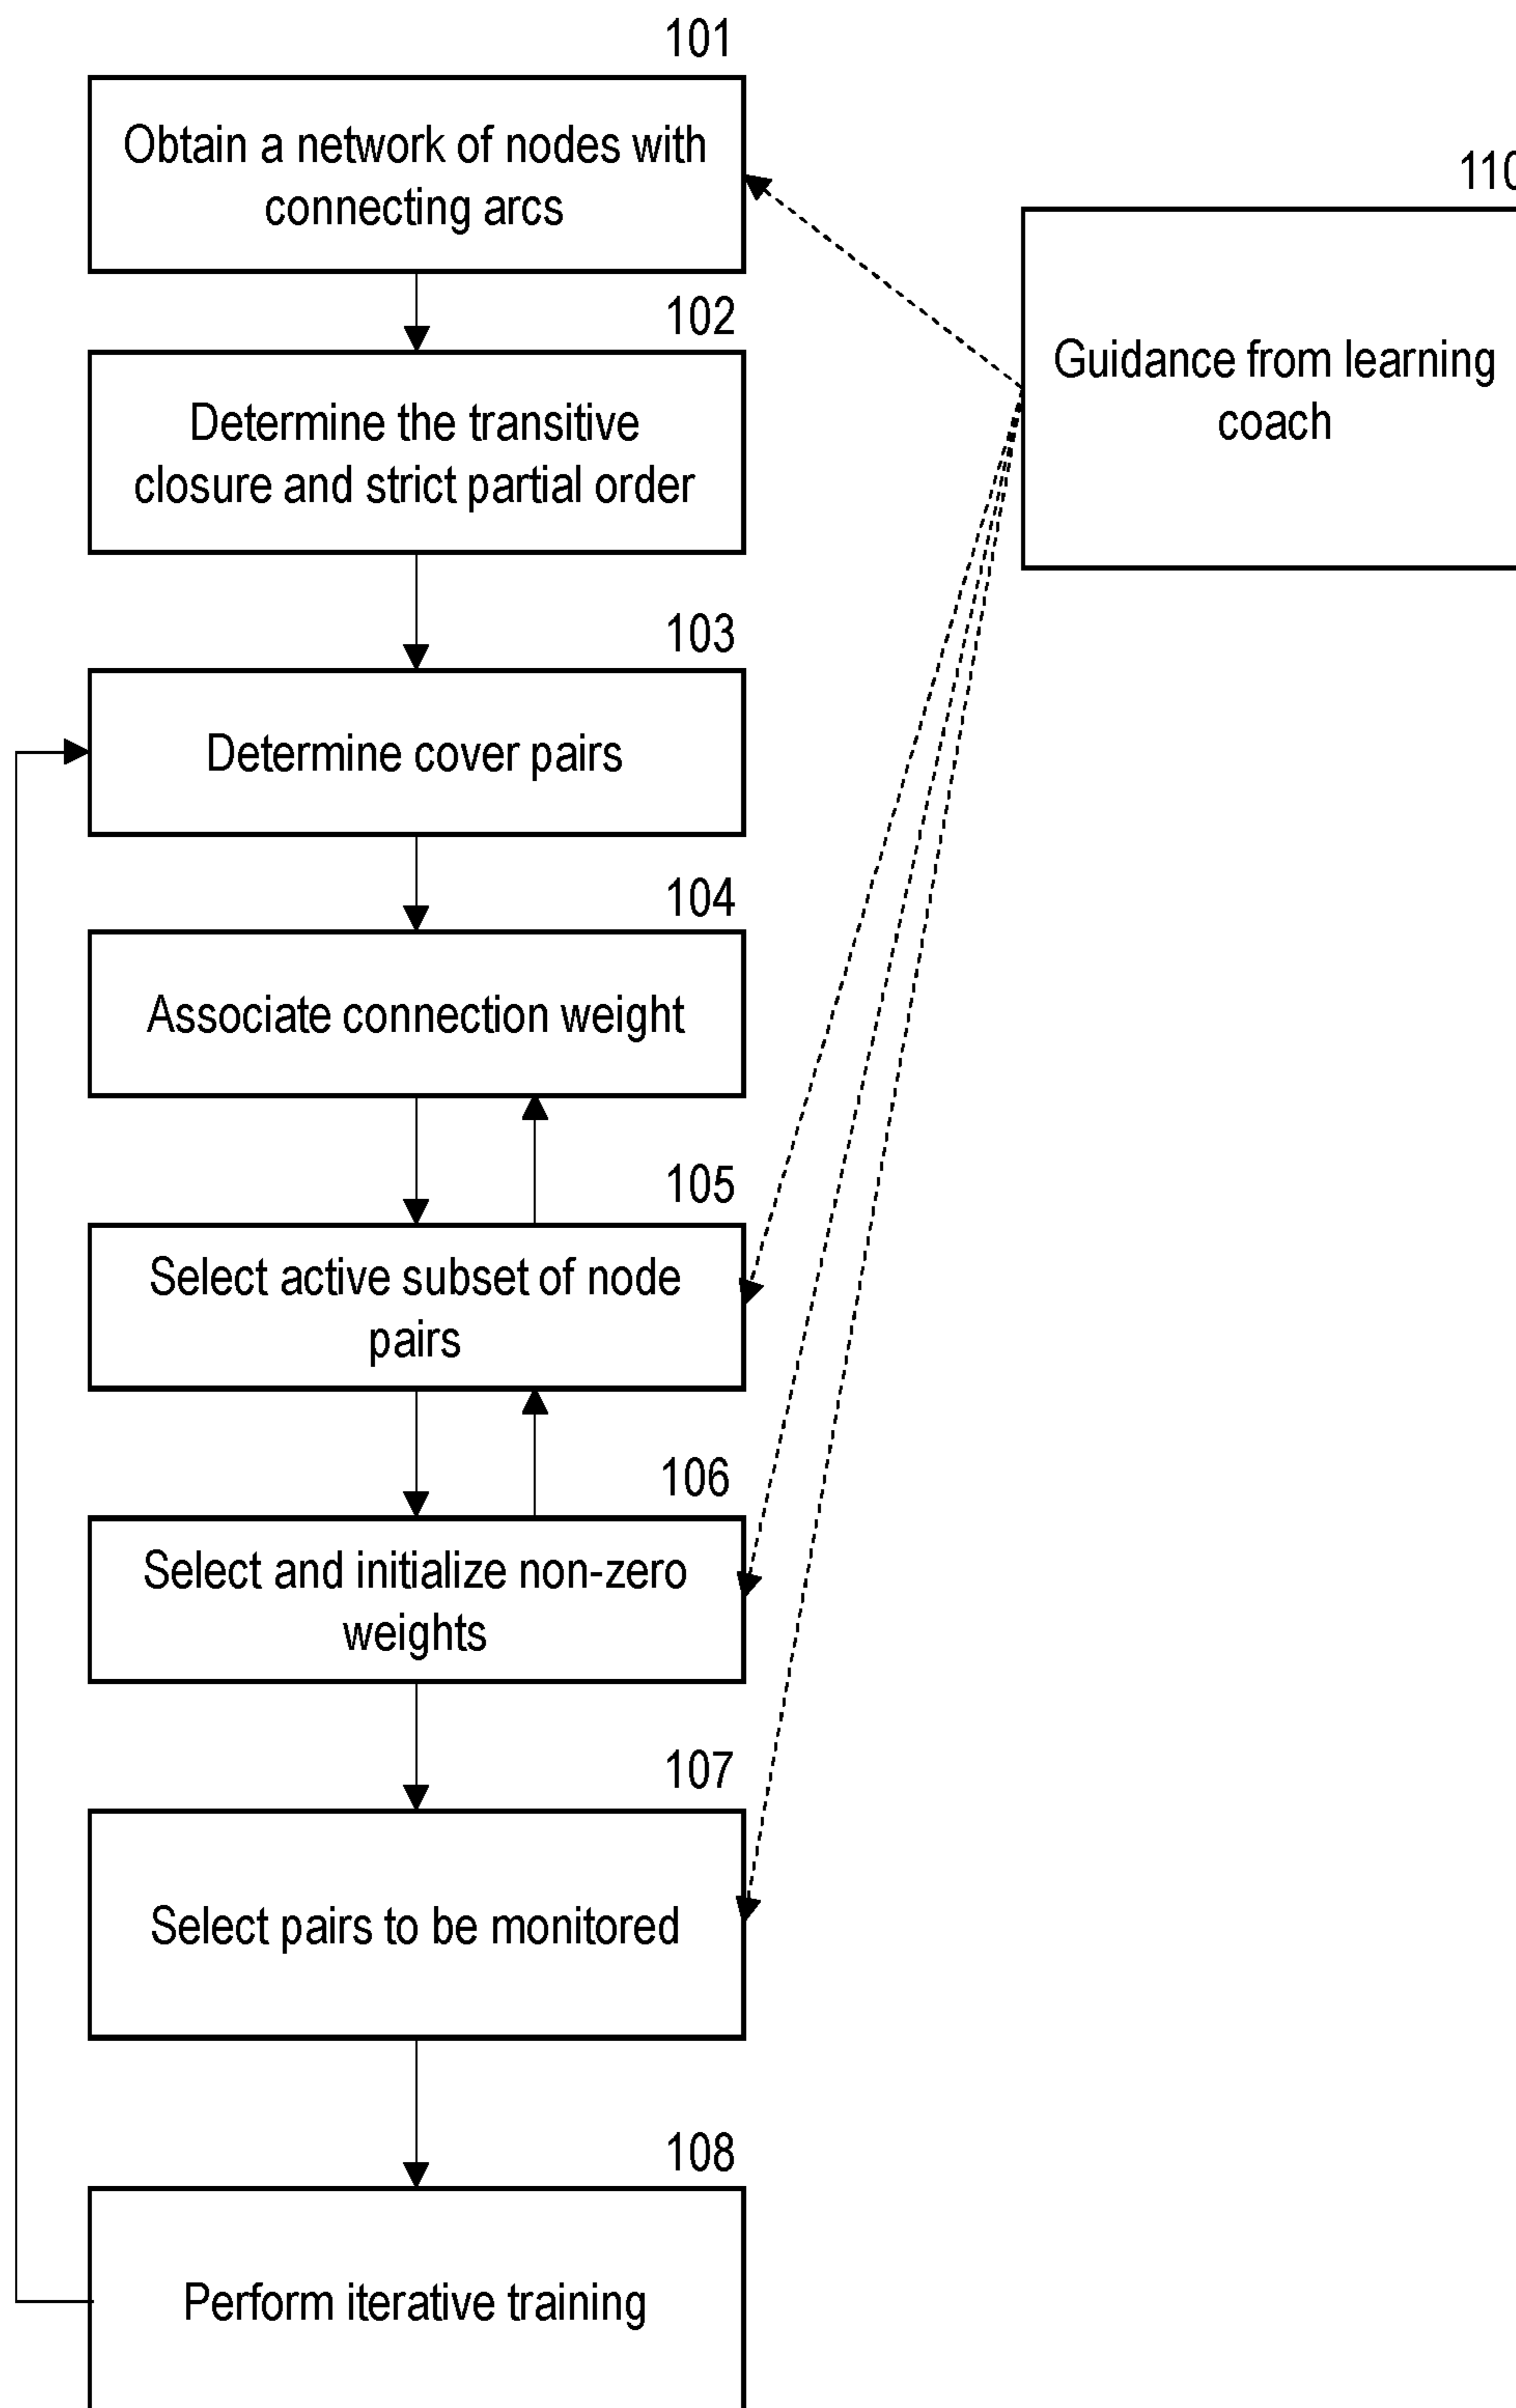 101
Obtain a network of nodes with
connecting arcs
110
Guidance from learning
coach
102
Determine the transitive
closure and strict partial order
103
Determine cover pairs
104
Associate connection weight
105
Select active subset of node
pairs
106
Select and initialize non-zero
weights
107
Select pairs to be monitored
108
Perform iterative training